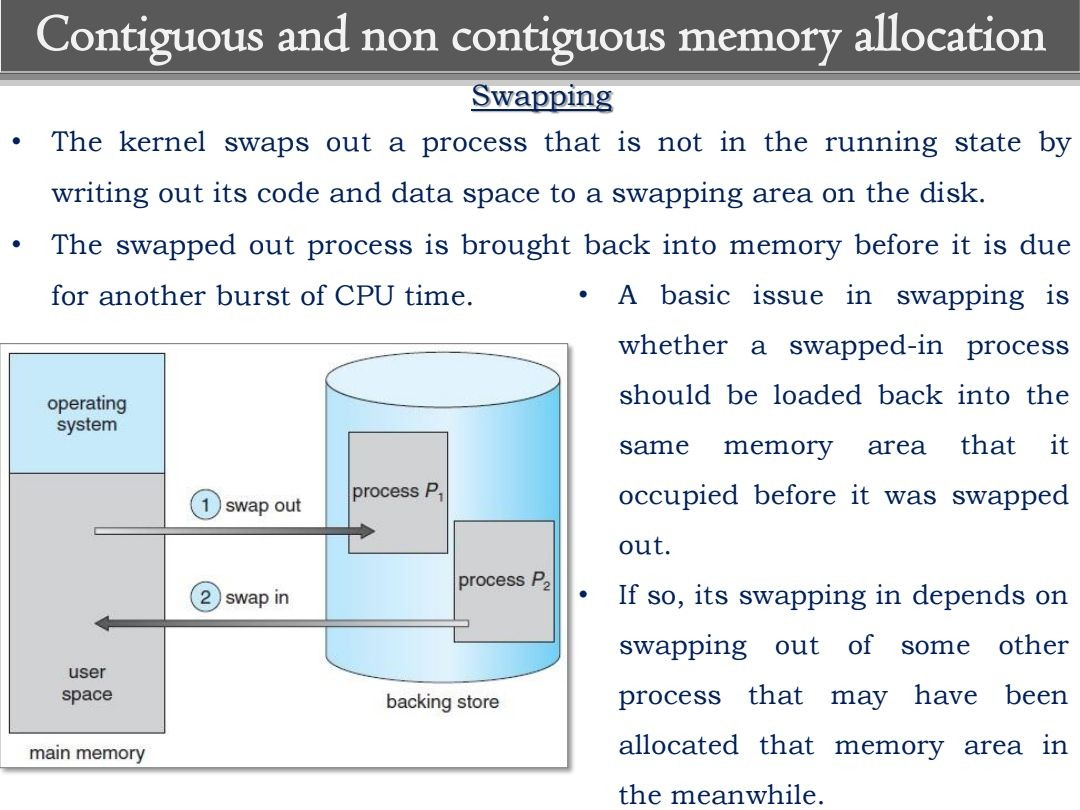 Contiguous and non contiguous memory allocation
Swapping
• The kernel swaps out a process that is not in the running state by
writing out its code and data space to a swapping area on the disk.
• The swapped out process is brought back into memory before it is due
for another burst of CPU time.
• A basic issue in swapping is
whether a swapped-in process
should be loaded back into the
same memory area that it
occupied before it was swapped
out.
• If so, its swapping in depends on
swapping out of some other
process that may have been
allocated that memory area in
the meanwhile.
operating
system
process P1
1 swap out
process P2
2 swap in
user
space
backing store
main memory